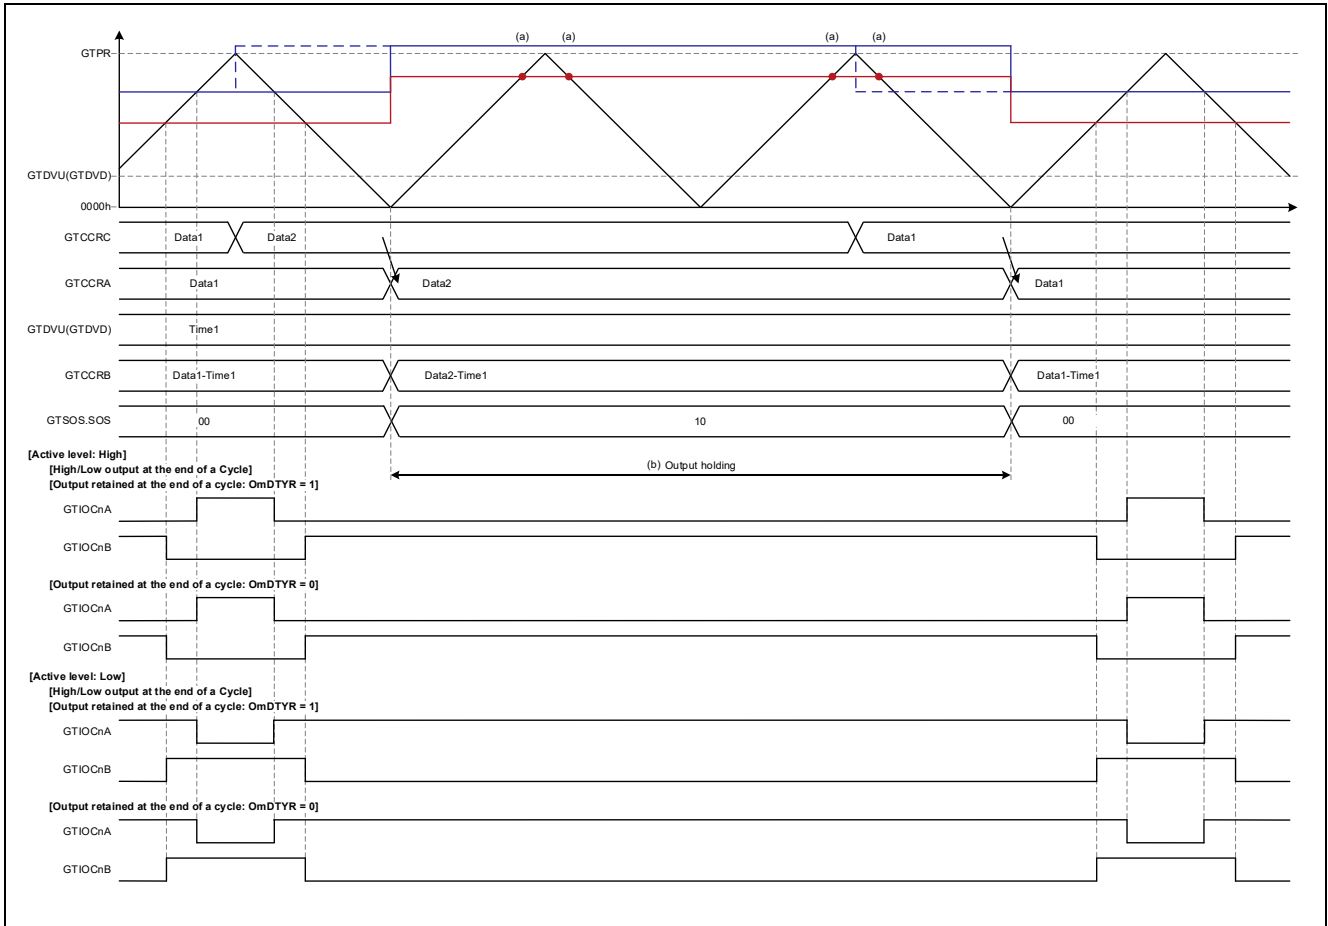 (a) (a) (a) (a)
GTPR
GTDVU(GTDVD)
0000h
GTCCRC Data1 Data2 Data1
GTCCRA Data1 Data2 Data1
GTDVU(GTDVD) Time1
GTCCRB Data1-Time1 Data2-Time1 Data1-Time1
GTSOS.SOS 00 10 00
[Active level: High]
(b) Output holding
[High/Low output at the end of a Cycle]
[Output retained at the end of a cycle: OmDTYR = 1]
GTIOCnA
GTIOCnB
[Output retained at the end of a cycle: OmDTYR = 0]
GTIOCnA
GTIOCnB
[Active level: Low]
[High/Low output at the end of a Cycle]
[Output retained at the end of a cycle: OmDTYR = 1]
GTIOCnA
GTIOCnB
[Output retained at the end of a cycle: OmDTYR = 0]
GTIOCnA
GTIOCnB